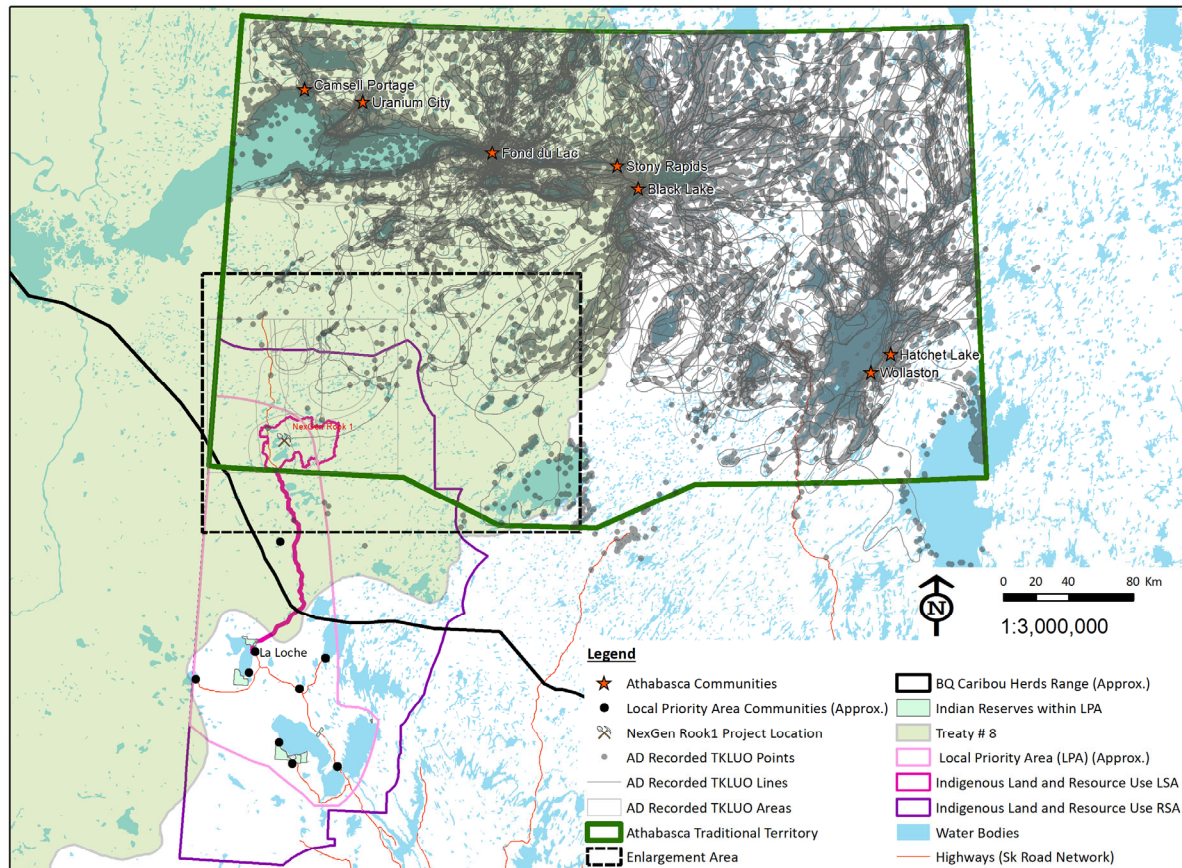 Camsell Portage
Uranium City
Fond du Lac
Stony Rapids
Black Lake
Hatchet Lake
Wollaston
NexGen Rook 1
La Loche
N
0 20 40 80 Km
1:3,000,000
Legend
Athabasca Communities
Local Priority Area Communities (Approx.)
NexGen Rook1 Project Location
AD Recorded TKLUO Points
AD Recorded TKLUO Lines
AD Recorded TKLUO Areas
Athabasca Traditional Territory
Enlargement Area
BQ Caribou Herds Range (Approx.)
Indian Reserves within LPA
Treaty # 8
Local Priority Area (LPA) (Approx.)
Indigenous Land and Resource Use LSA
Indigenous Land and Resource Use RSA
Water Bodies
Highways (Sk Road Network)